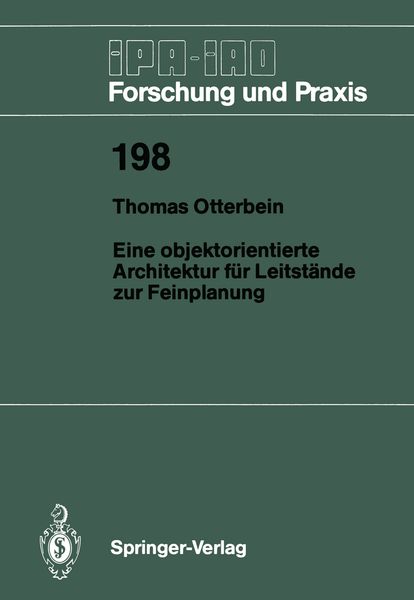 IPA-IAO
Forschung und Praxis
198
Thomas Otterbein
Eine objektorientierte
Architektur für Leitstände
zur Feinplanung
Springer-Verlag